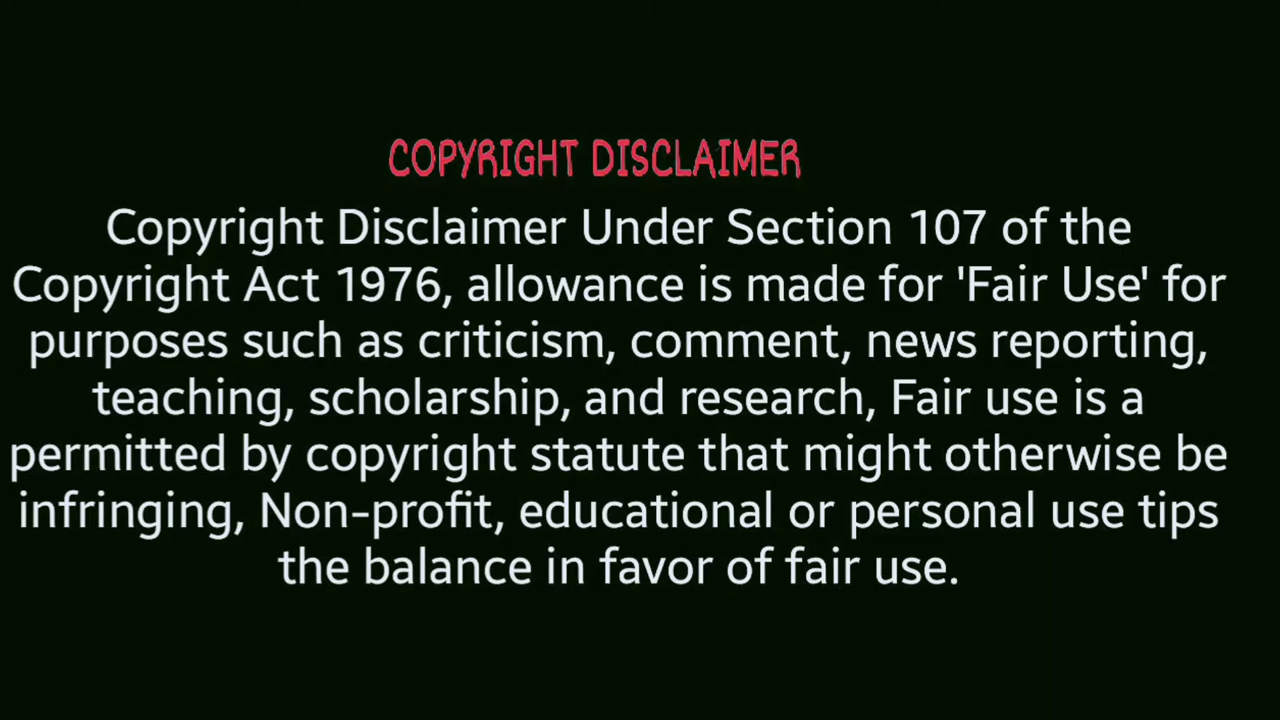 COPYRIGHT DISCLAIMER
Copyright Disclaimer Under Section 107 of the
Copyright Act 1976, allowance is made for 'Fair Use' for
purposes such as criticism, comment, news reporting,
teaching, scholarship, and research, Fair use is a
permitted by copyright statute that might otherwise be
infringing, Non-profit, educational or personal use tips
the balance in favor of fair use.